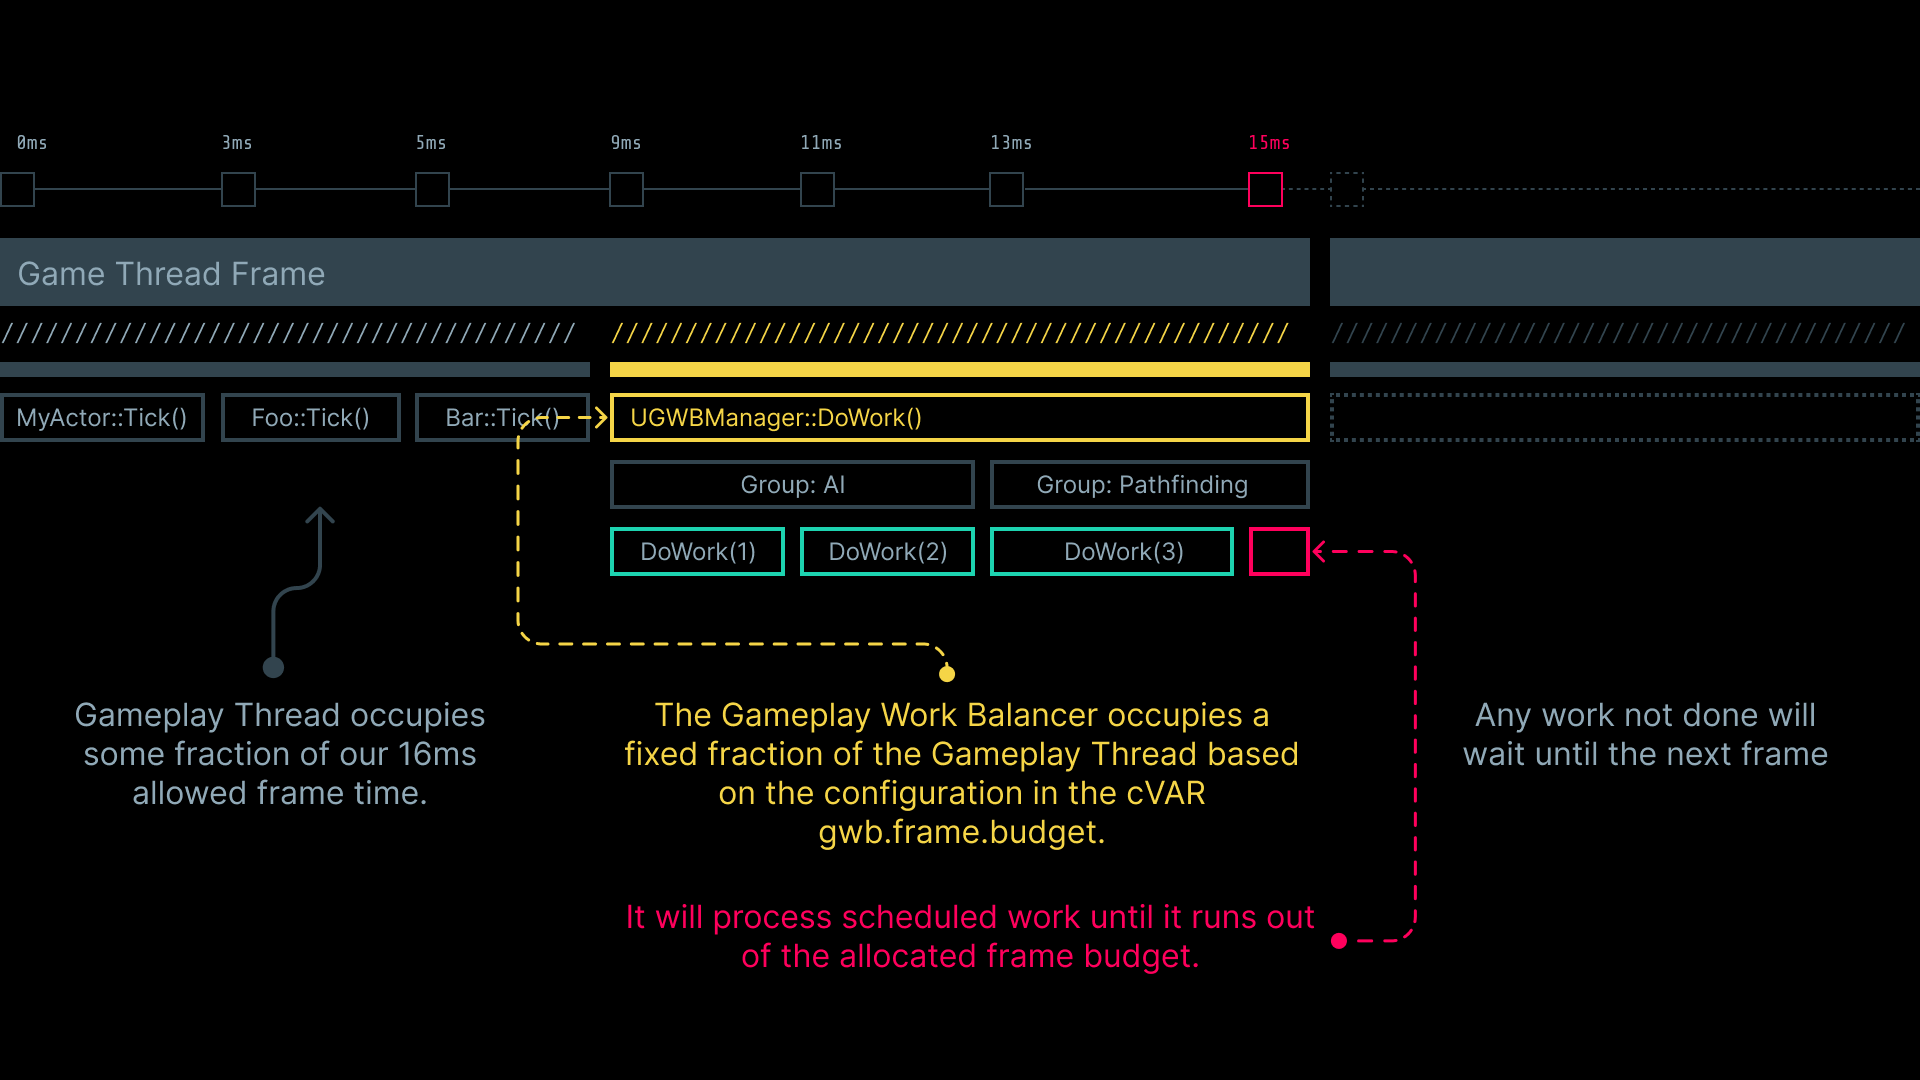 0ms
3ms
5ms
9ms
11ms
13ms
15ms
Game Thread Frame
///////////////////////////////////////
//////////////////////////////////////////////
///////////////////////////////////////
MyActor::Tick()
Foo::Tick()
Bar::Tick()
UGWBManager::DoWork()
Group: AI
Group: Pathfinding
DoWork(1)
DoWork(2)
DoWork(3)
Gameplay Thread occupies
some fraction of our 16ms
allowed frame time.
The Gameplay Work Balancer occupies a
fixed fraction of the Gameplay Thread based
on the configuration in the cVAR
gwb.frame.budget.
It will process scheduled work until it runs out
of the allocated frame budget.
Any work not done will
wait until the next frame